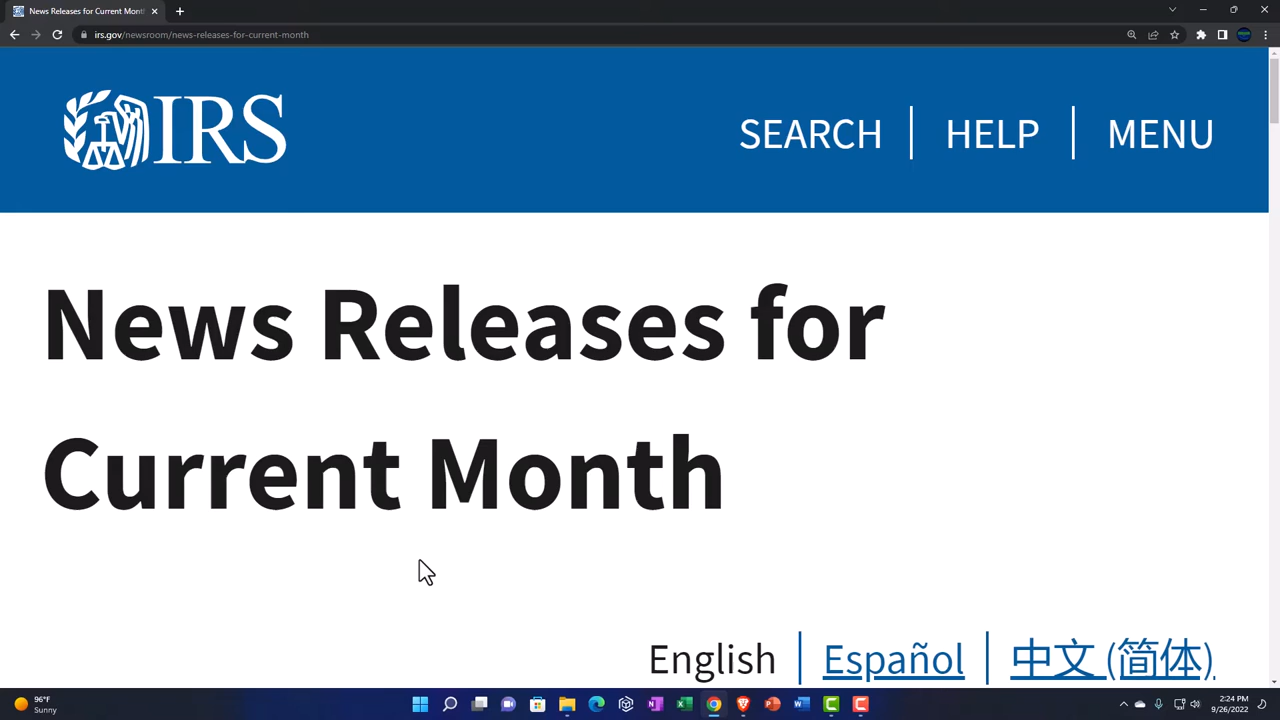 News Releases for Current Month
irs.gov/newsroom/news-releases-for-current-month
IRS
SEARCH
HELP
MENU
News Releases for
Current Month
English
Español
中文 (简体)
96°F
Sunny
2:24 PM
9/26/2022